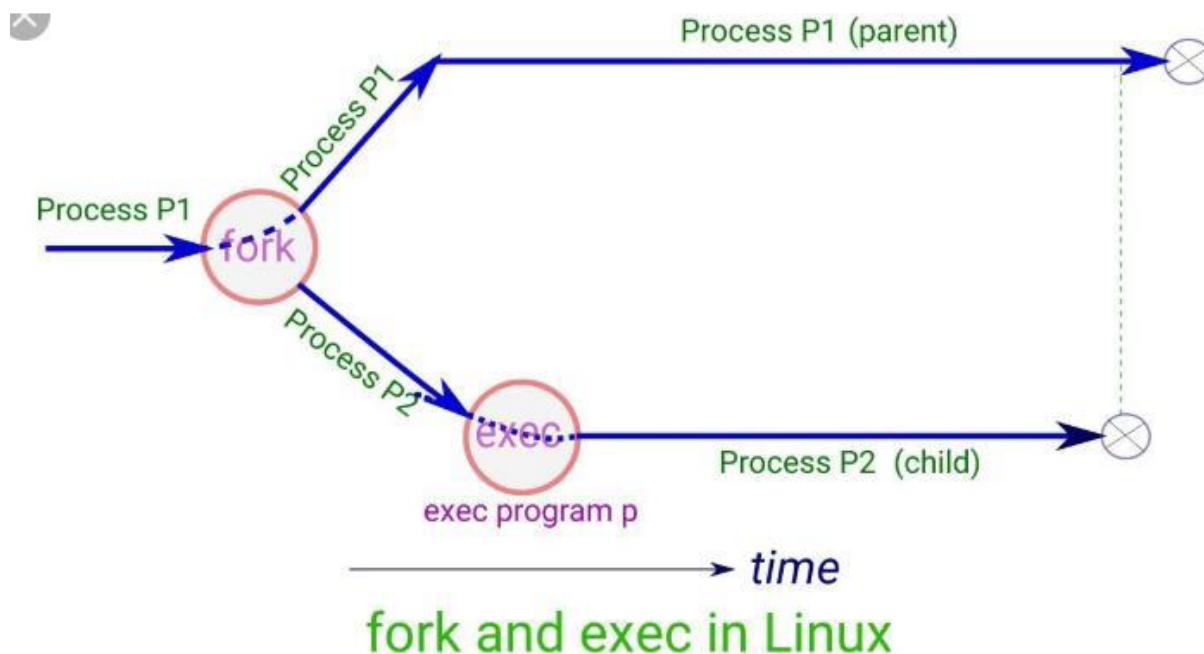 Process P1 (parent)
Process P1
Process P1
fork
Process P2
exec
Process P2 (child)
exec program p
time
fork and exec in Linux